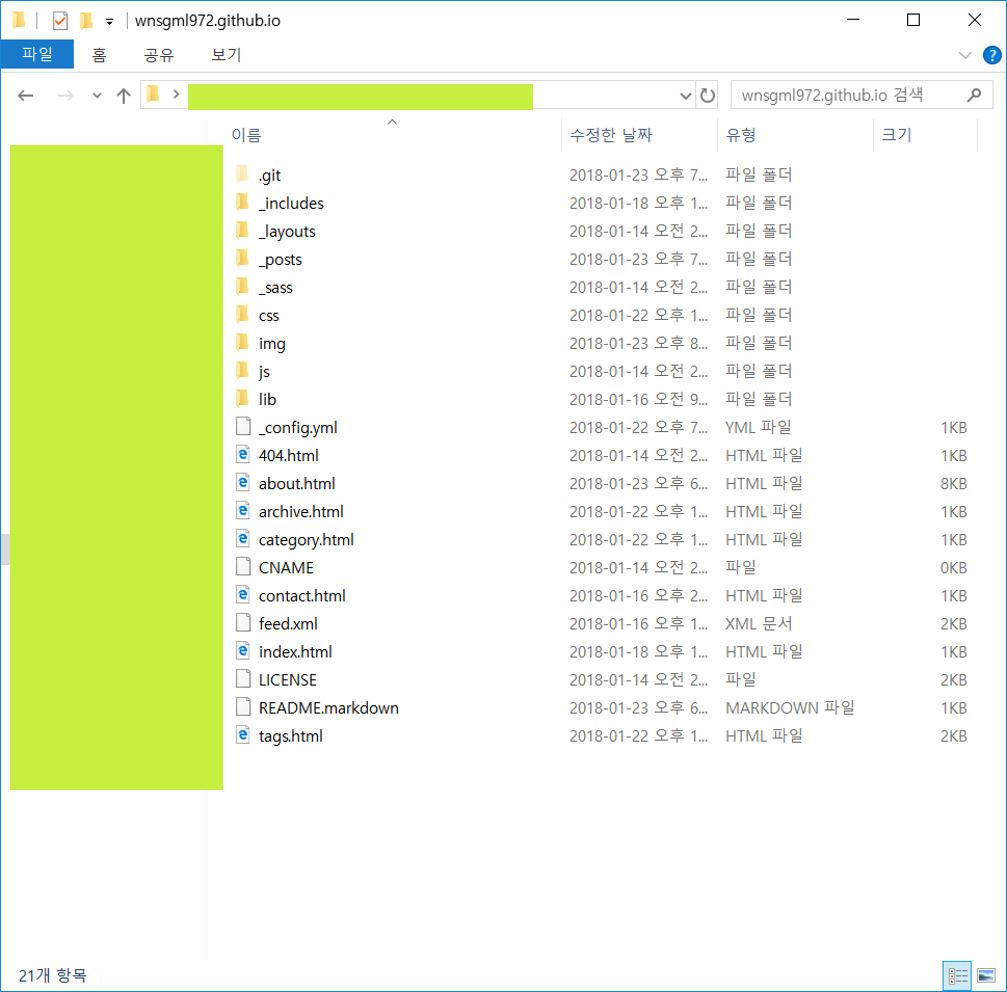 wnsgml972.github.io
파일 홈 공유 보기
wnsgml972.github.io 검색
이름 수정한 날짜 유형 크기
.git 2018-01-23 오후 7... 파일 폴더
_includes 2018-01-18 오후 1... 파일 폴더
_layouts 2018-01-14 오전 2... 파일 폴더
_posts 2018-01-23 오후 7... 파일 폴더
_sass 2018-01-14 오전 2... 파일 폴더
css 2018-01-22 오후 1... 파일 폴더
img 2018-01-23 오후 8... 파일 폴더
js 2018-01-14 오전 2... 파일 폴더
lib 2018-01-16 오전 9... 파일 폴더
_config.yml 2018-01-22 오후 7... YML 파일 1KB
404.html 2018-01-14 오전 2... HTML 파일 1KB
about.html 2018-01-23 오후 6... HTML 파일 8KB
archive.html 2018-01-22 오후 1... HTML 파일 1KB
category.html 2018-01-22 오후 1... HTML 파일 1KB
CNAME 2018-01-14 오전 2... 파일 0KB
contact.html 2018-01-16 오후 2... HTML 파일 1KB
feed.xml 2018-01-16 오후 1... XML 문서 2KB
index.html 2018-01-18 오후 1... HTML 파일 1KB
LICENSE 2018-01-14 오전 2... 파일 2KB
README.markdown 2018-01-23 오후 6... MARKDOWN 파일 1KB
tags.html 2018-01-22 오후 1... HTML 파일 2KB
21개 항목